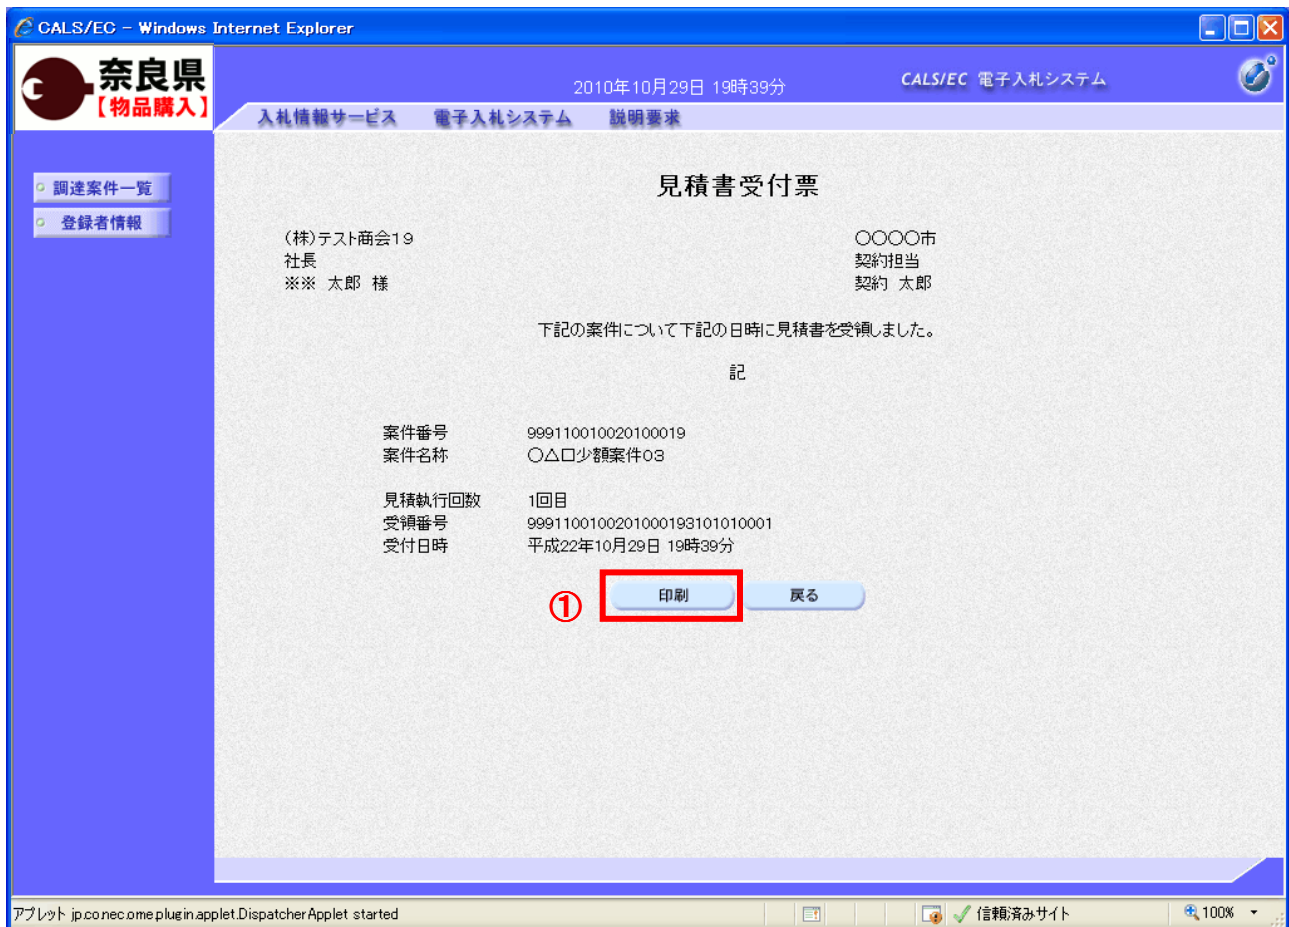 CALS/EC - Windows Internet Explorer
奈良県
【物品購入】
2010年10月29日 19時39分
CALS/EC 電子入札システム
入札情報サービス 電子入札システム 説明要求
調達案件一覧
登録者情報
見積書受付票
(株)テスト商会19
社長
※※ 太郎 様
〇〇〇〇市
契約担当
契約 太郎
下記の案件について下記の日時に見積書を受領しました。
記
案件番号 999110010020100019
案件名称 〇△口少額案件03
見積執行回数 1回目
受領番号 9991100100201000193101010001
受付日時 平成22年10月29日 19時39分
① 印刷 戻る
アプレット jp.co.nec.ome.plugin.applet.DispatcherApplet started
信頼済みサイト
100%